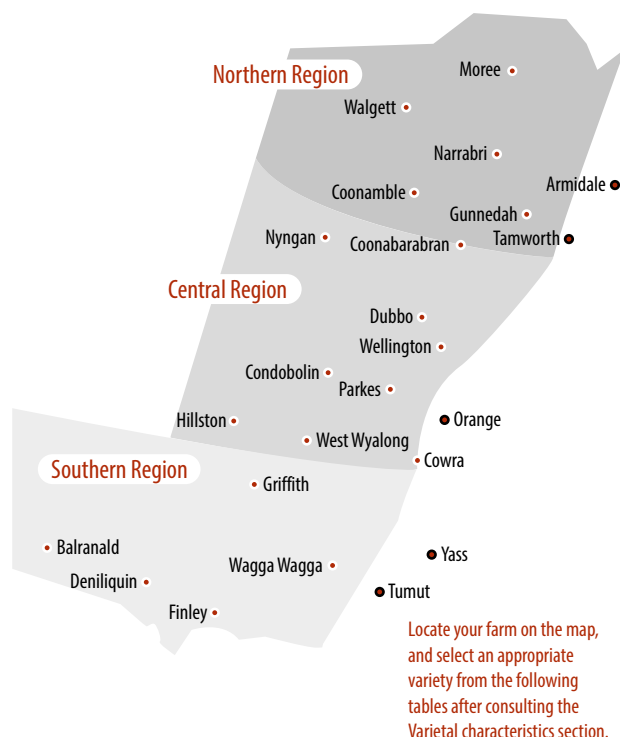 Moree
Northern Region
Walgett
Narrabri
Armidale
Coonamble
Gunnedah
Nyngan
Coonabarabran
Tamworth
Central Region
Dubbo
Wellington
Condobolin
Parkes
Hillston
Orange
West Wyalong
Cowra
Southern Region
Griffith
Balranald
Yass
Wagga Wagga
Deniliquin
Tumut
Finley
Locate your farm on the map,
and select an appropriate
variety from the following
tables after consulting the
Varietal characteristics section.